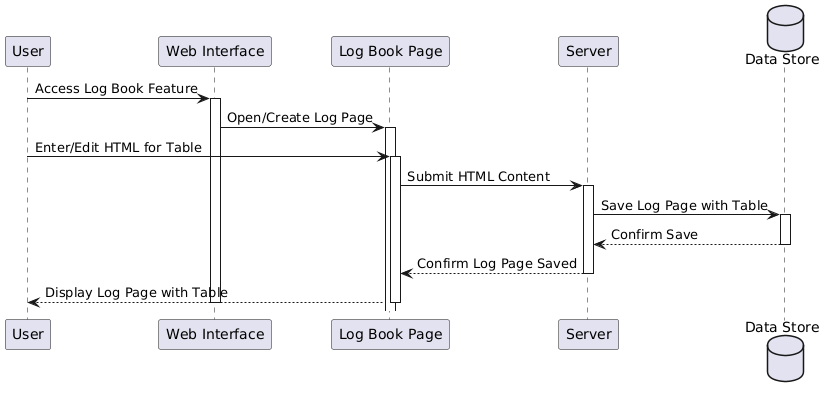 User
Web Interface
Log Book Page
Server
Data Store
Access Log Book Feature
Open/Create Log Page
Enter/Edit HTML for Table
Submit HTML Content
Save Log Page with Table
Confirm Save
Confirm Log Page Saved
Display Log Page with Table
User
Web Interface
Log Book Page
Server
Data Store